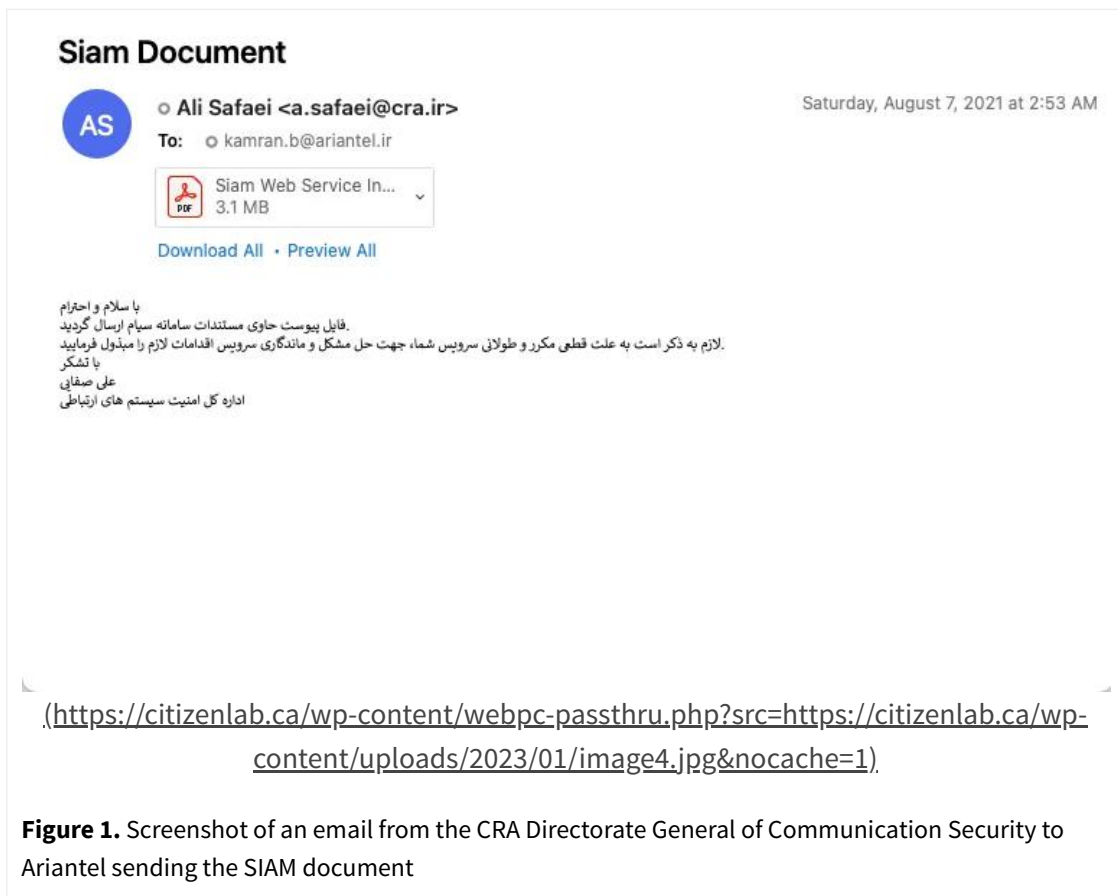 Siam Document
AS
Ali Safaei <a.safaei@cra.ir>
Saturday, August 7, 2021 at 2:53 AM
To: kamran.b@ariantel.ir
Siam Web Service In...
PDF
3.1 MB
Download All • Preview All
با سلام و احترام
فایل پیوست حاوی مستندات سامانه سیام ارسال گردید.
لازم به ذکر است به علت قطعی مکرر و طولانی سرویس شما، جهت حل مشکل و ماندگاری سرویس اقدامات لازم را مبذول فرمایید.
با تشکر
علی صفایی
اداره کل امنیت سیستم های ارتباطی
(https://citizenlab.ca/wp-content/webpc-passthru.php?src=https://citizenlab.ca/wp-
content/uploads/2023/01/image4.jpg&nocache=1)
Figure 1. Screenshot of an email from the CRA Directorate General of Communication Security to
Ariantel sending the SIAM document